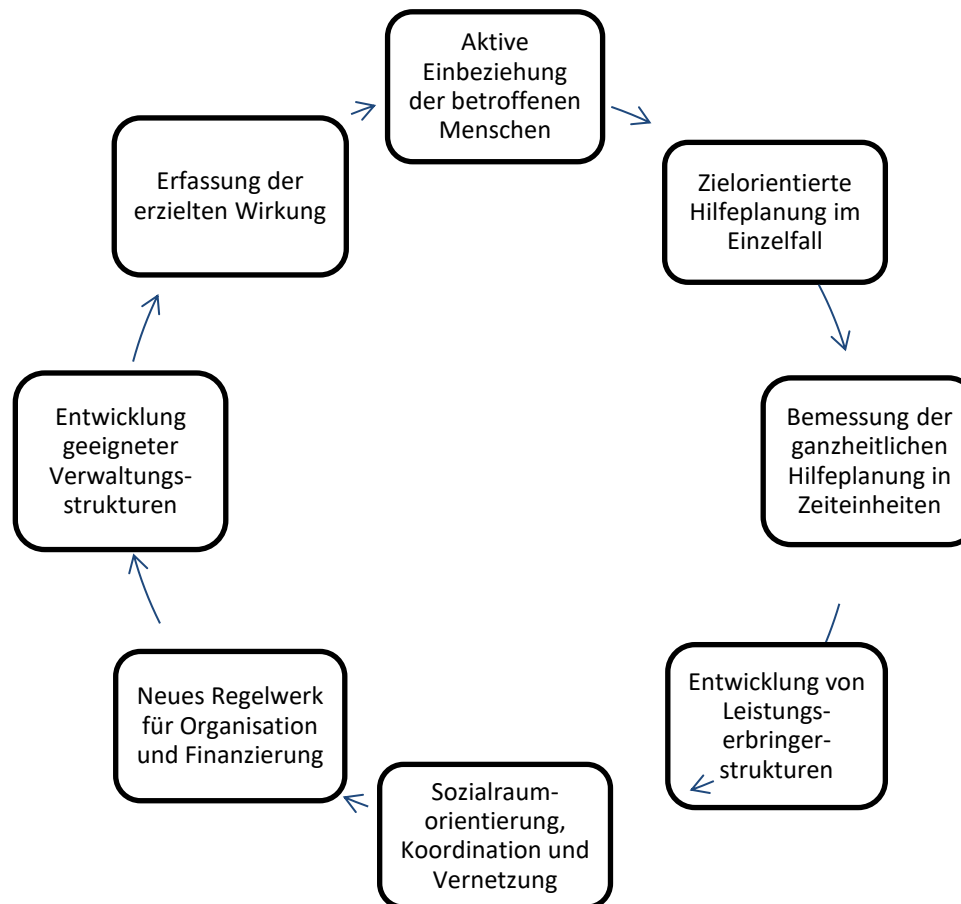 Aktive
Einbeziehung
der betroffenen
Menschen
Zielorientierte
Hilfeplanung im
Einzelfall
Bemessung der
ganzheitlichen
Hilfeplanung in
Zeiteinheiten
Entwicklung von
Leistungs-
erbringer-
strukturen
Sozialraum-
orientierung,
Koordination und
Vernetzung
Neues Regelwerk
für Organisation
und Finanzierung
Entwicklung
geeigneter
Verwaltungs-
strukturen
Erfassung der
erzielten Wirkung